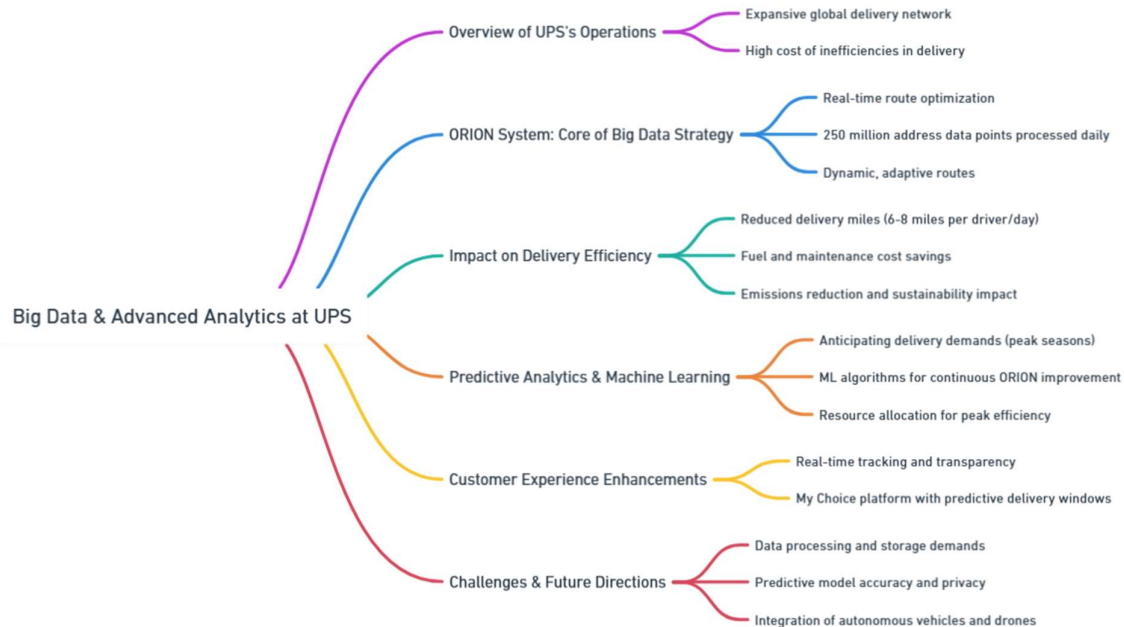 Big Data & Advanced Analytics at UPS
Overview of UPS's Operations
Expansive global delivery network
High cost of inefficiencies in delivery
ORION System: Core of Big Data Strategy
Real-time route optimization
250 million address data points processed daily
Dynamic, adaptive routes
Impact on Delivery Efficiency
Reduced delivery miles (6-8 miles per driver/day)
Fuel and maintenance cost savings
Emissions reduction and sustainability impact
Predictive Analytics & Machine Learning
Anticipating delivery demands (peak seasons)
ML algorithms for continuous ORION improvement
Resource allocation for peak efficiency
Customer Experience Enhancements
Real-time tracking and transparency
My Choice platform with predictive delivery windows
Challenges & Future Directions
Data processing and storage demands
Predictive model accuracy and privacy
Integration of autonomous vehicles and drones